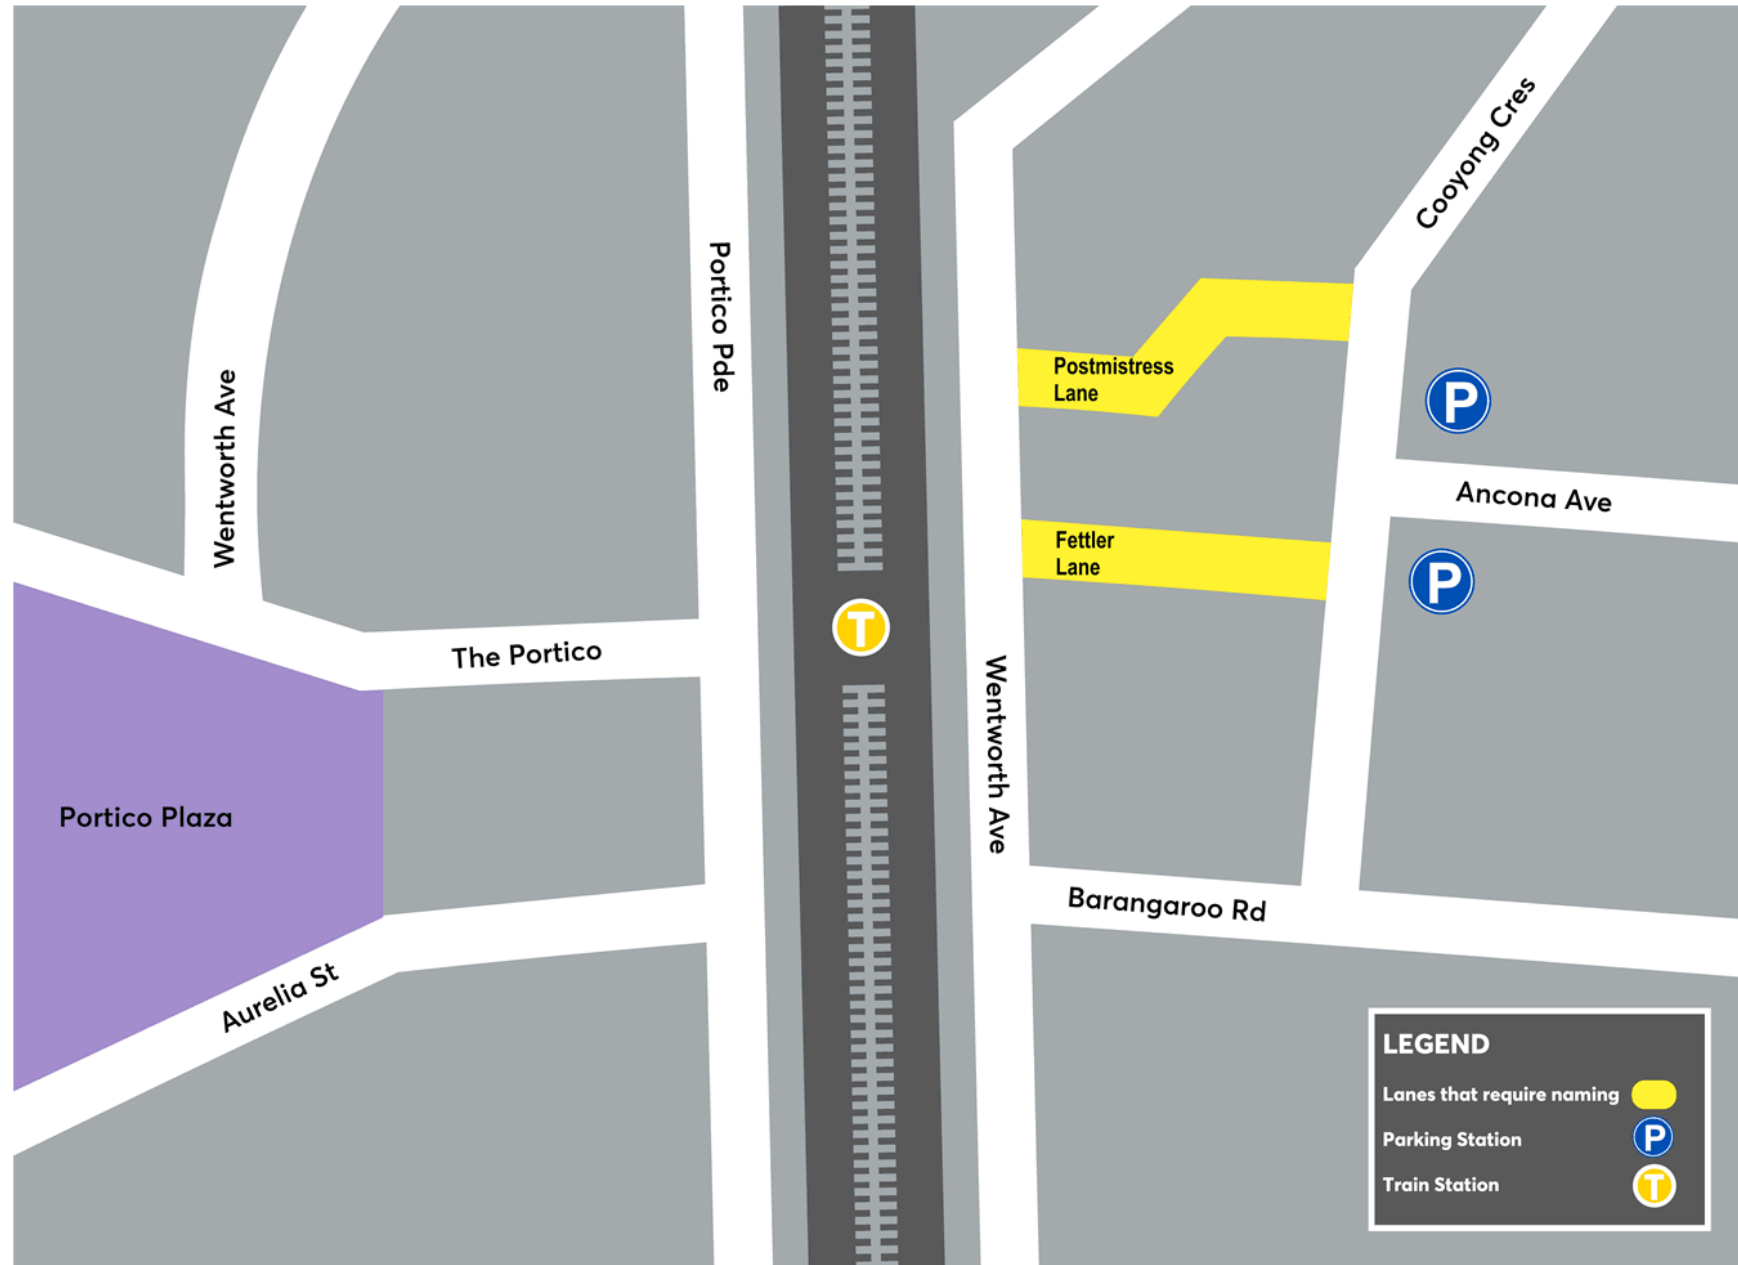 Cooyong Cres
Portico Pde
Wentworth Ave
Postmistress
Lane
P
Ancona Ave
Fettler
Lane
P
T
The Portico
Wentworth Ave
Portico Plaza
Barangaroo Rd
Aurelia St
LEGEND
Lanes that require naming
Parking Station P
Train Station T